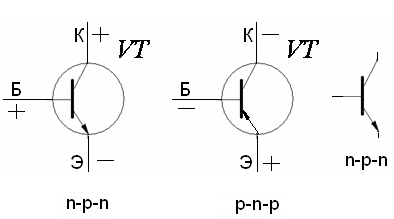 К + К −
VT VT
Б Б
+ −
Э − Э + n-p-n
n-p-n p-n-p